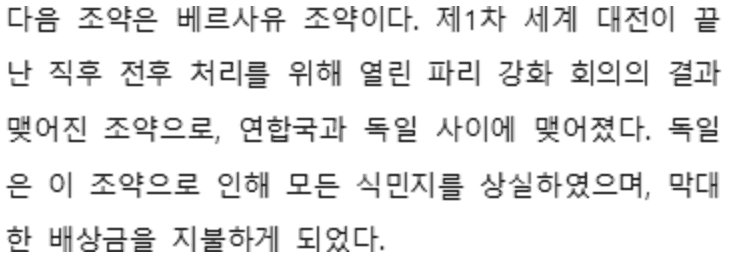 다음 조약은 베르사유 조약이다. 제1차 세계 대전이 끝
난 직후 전후 처리를 위해 열린 파리 강화 회의의 결과
맺어진 조약으로, 연합국과 독일 사이에 맺어졌다. 독일
은 이 조약으로 인해 모든 식민지를 상실하였으며, 막대
한 배상금을 지불하게 되었다.